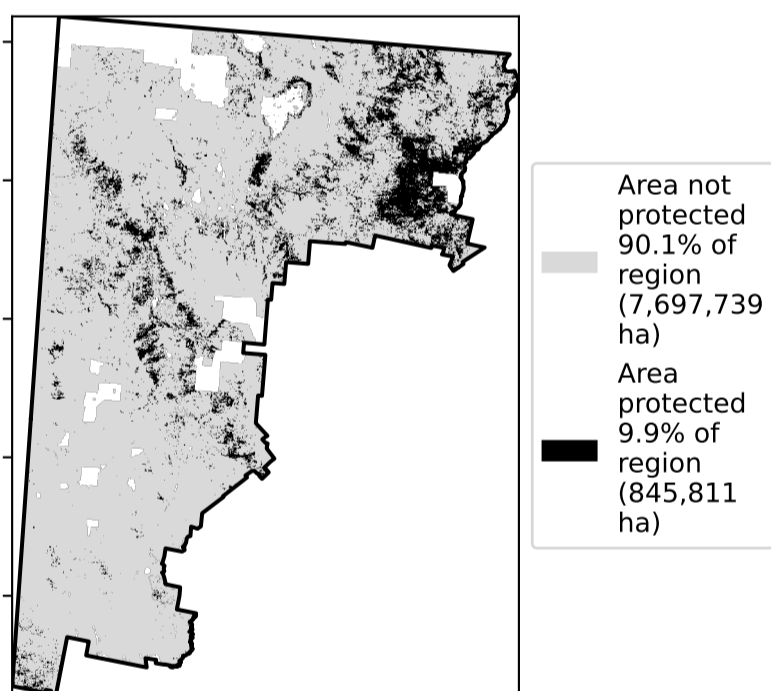 Area not
protected
90.1% of
region
(7,697,739
ha)
Area
protected
9.9% of
region
(845,811
ha)